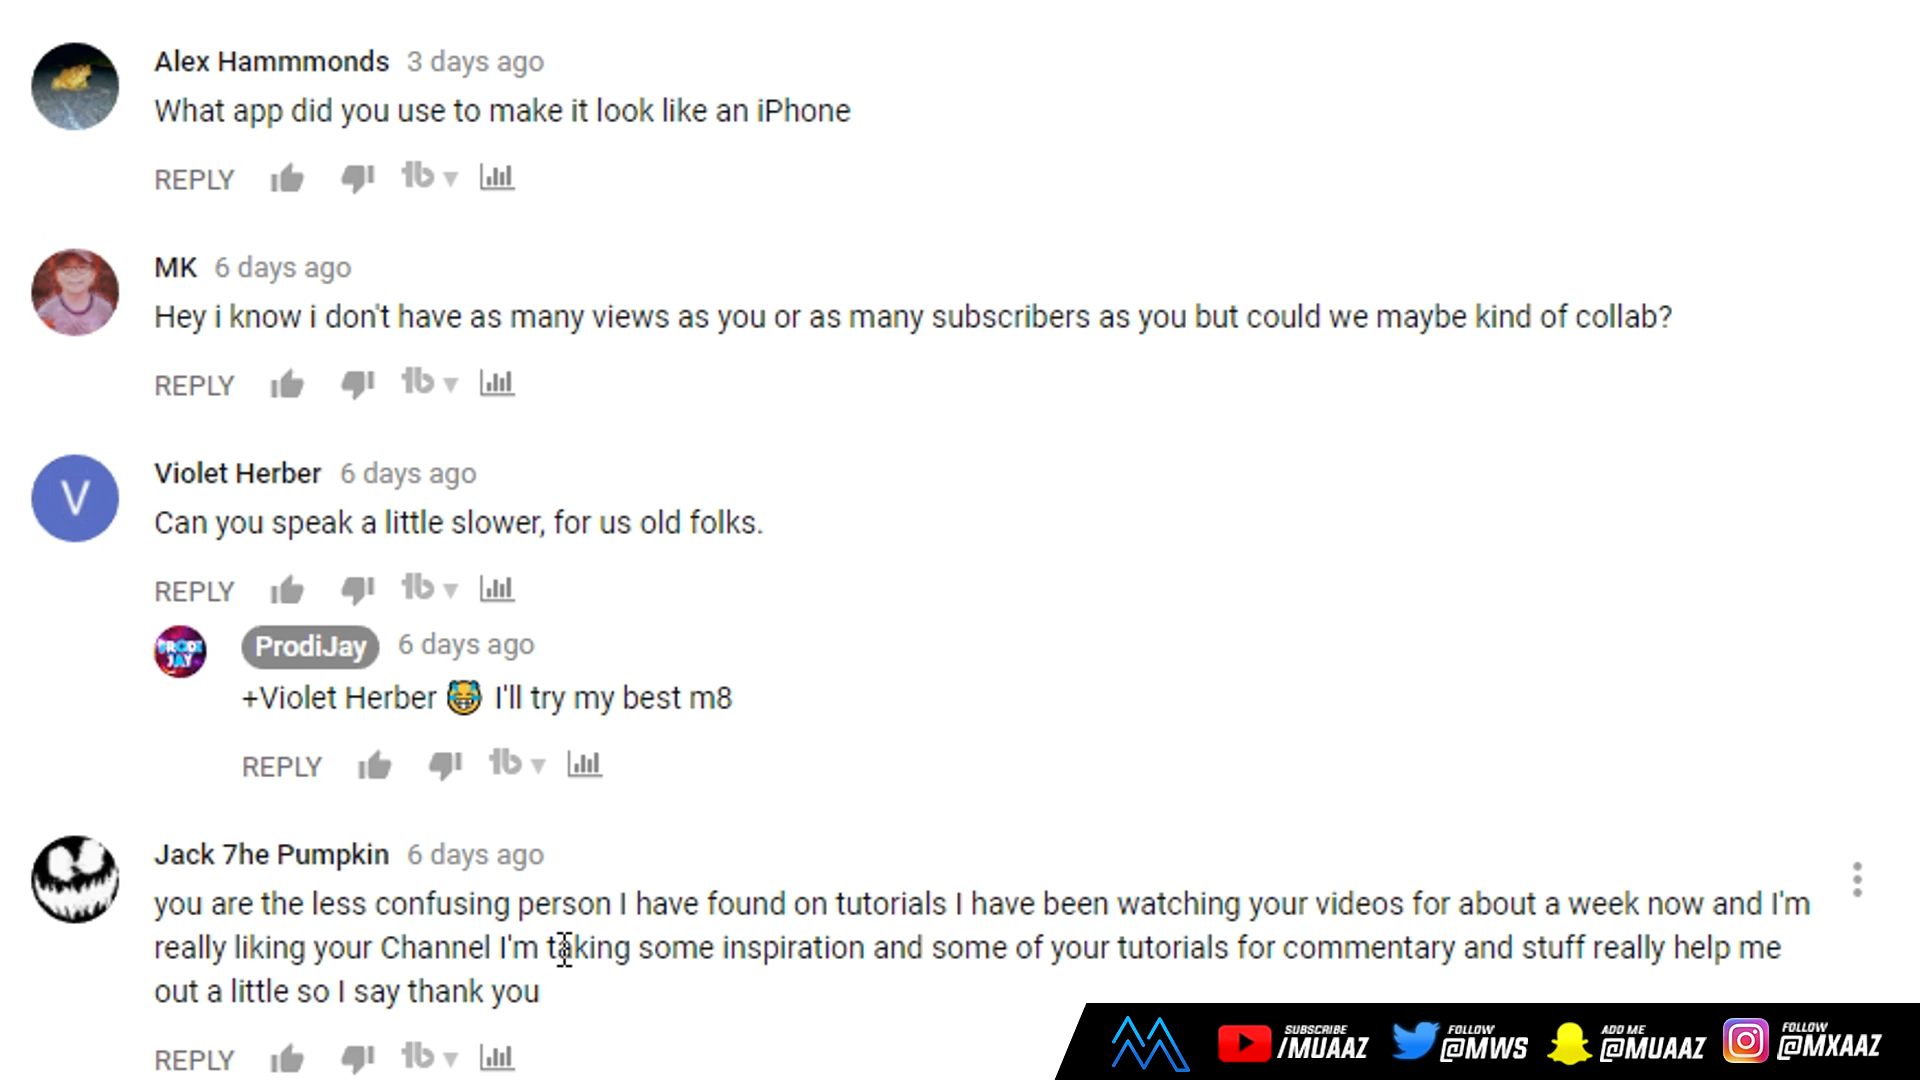 Alex Hammmonds 3 days ago
What app did you use to make it look like an iPhone
REPLY
MK 6 days ago
Hey i know i don't have as many views as you or as many subscribers as you but could we maybe kind of collab?
REPLY
V
Violet Herber 6 days ago
Can you speak a little slower, for us old folks.
REPLY
PRODI
JAY
ProdiJay 6 days ago
+Violet Herber 😹 I'll try my best m8
REPLY
Jack 7he Pumpkin 6 days ago
you are the less confusing person I have found on tutorials I have been watching your videos for about a week now and I'm
really liking your Channel I'm taking some inspiration and some of your tutorials for commentary and stuff really help me
out a little so I say thank you
REPLY
SUBSCRIBE
/MUAAZ
FOLLOW
@MWS
ADD ME
@MUAAZ
FOLLOW
@MXAAZ